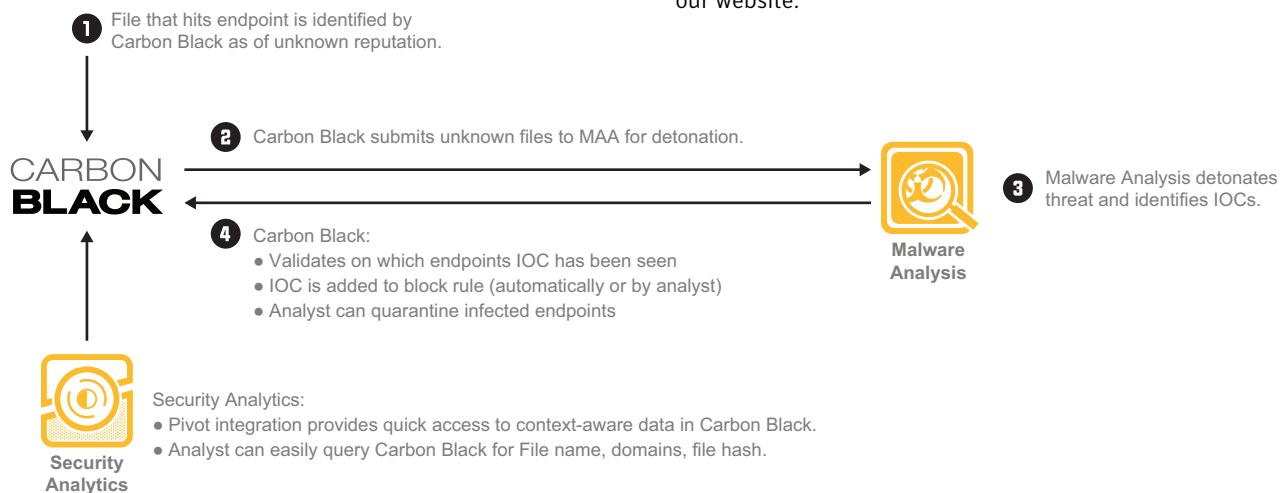 our website.
1
File that hits endpoint is identified by
Carbon Black as of unknown reputation.
2
Carbon Black submits unknown files to MAA for detonation.
CARBON
BLACK
3
Malware Analysis detonates
threat and identifies IOCs.
4
Carbon Black:
● Validates on which endpoints IOC has been seen
● IOC is added to block rule (automatically or by analyst)
● Analyst can quarantine infected endpoints
Malware
Analysis
Security Analytics:
● Pivot integration provides quick access to context-aware data in Carbon Black.
● Analyst can easily query Carbon Black for File name, domains, file hash.
Security
Analytics